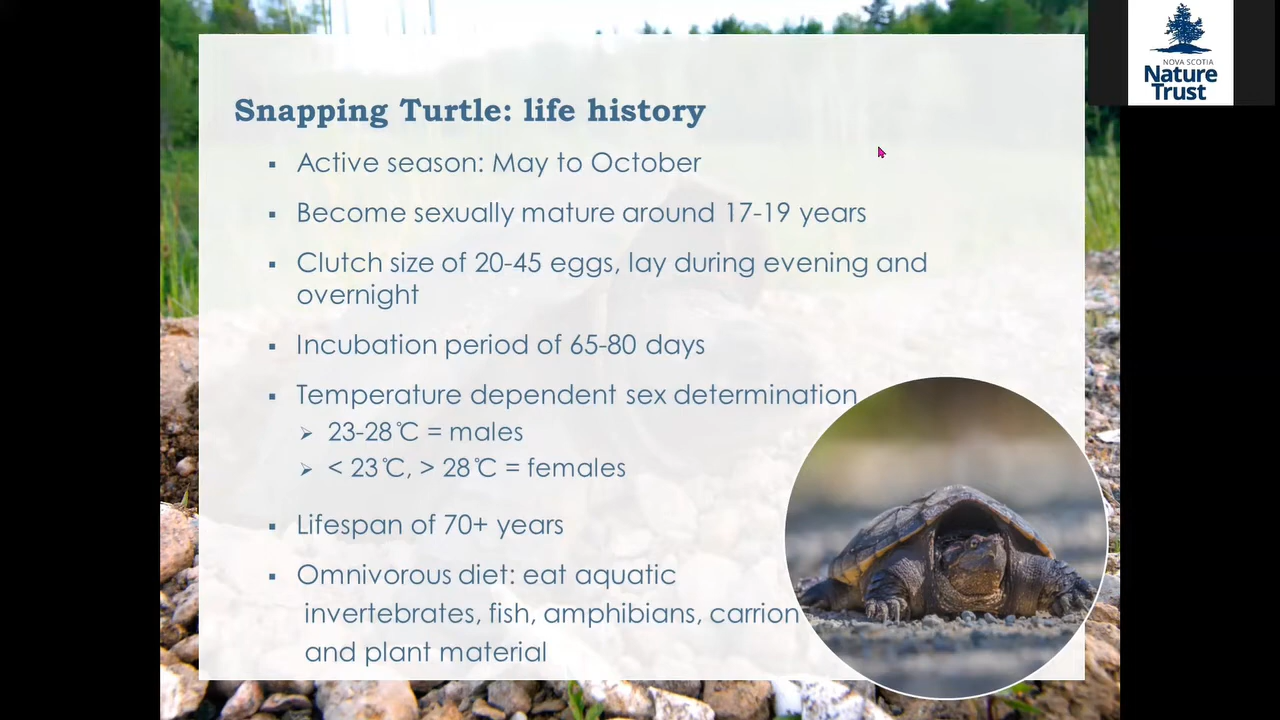 NOVA SCOTIA
Nature
Trust
Snapping Turtle: life history
▪ Active season: May to October
▪ Become sexually mature around 17-19 years
▪ Clutch size of 20-45 eggs, lay during evening and
overnight
▪ Incubation period of 65-80 days
▪ Temperature dependent sex determination
➢ 23-28℃ = males
➢ < 23℃, > 28℃ = females
▪ Lifespan of 70+ years
▪ Omnivorous diet: eat aquatic
invertebrates, fish, amphibians, carrion
and plant material